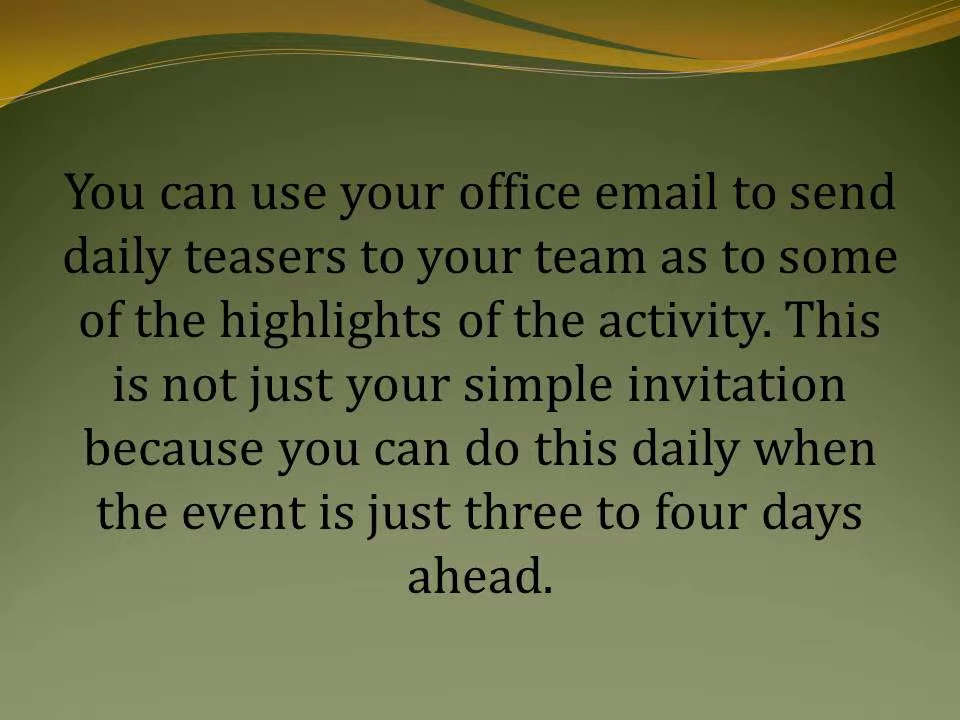 You can use your office email to send
daily teasers to your team as to some
of the highlights of the activity. This
is not just your simple invitation
because you can do this daily when
the event is just three to four days
ahead.